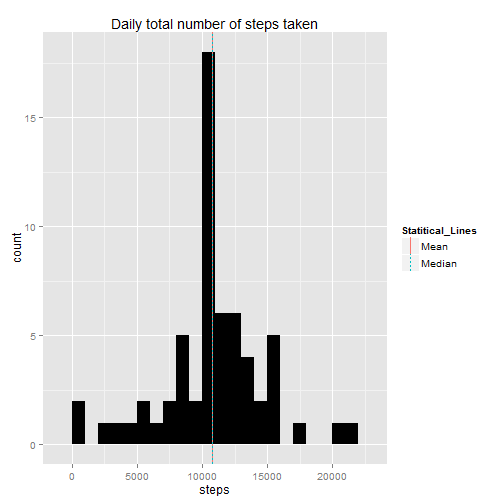 Daily total number of steps taken
15
10
5
0
count
0 5000 10000 15000 20000
steps
Statitical_Lines
Mean
Median